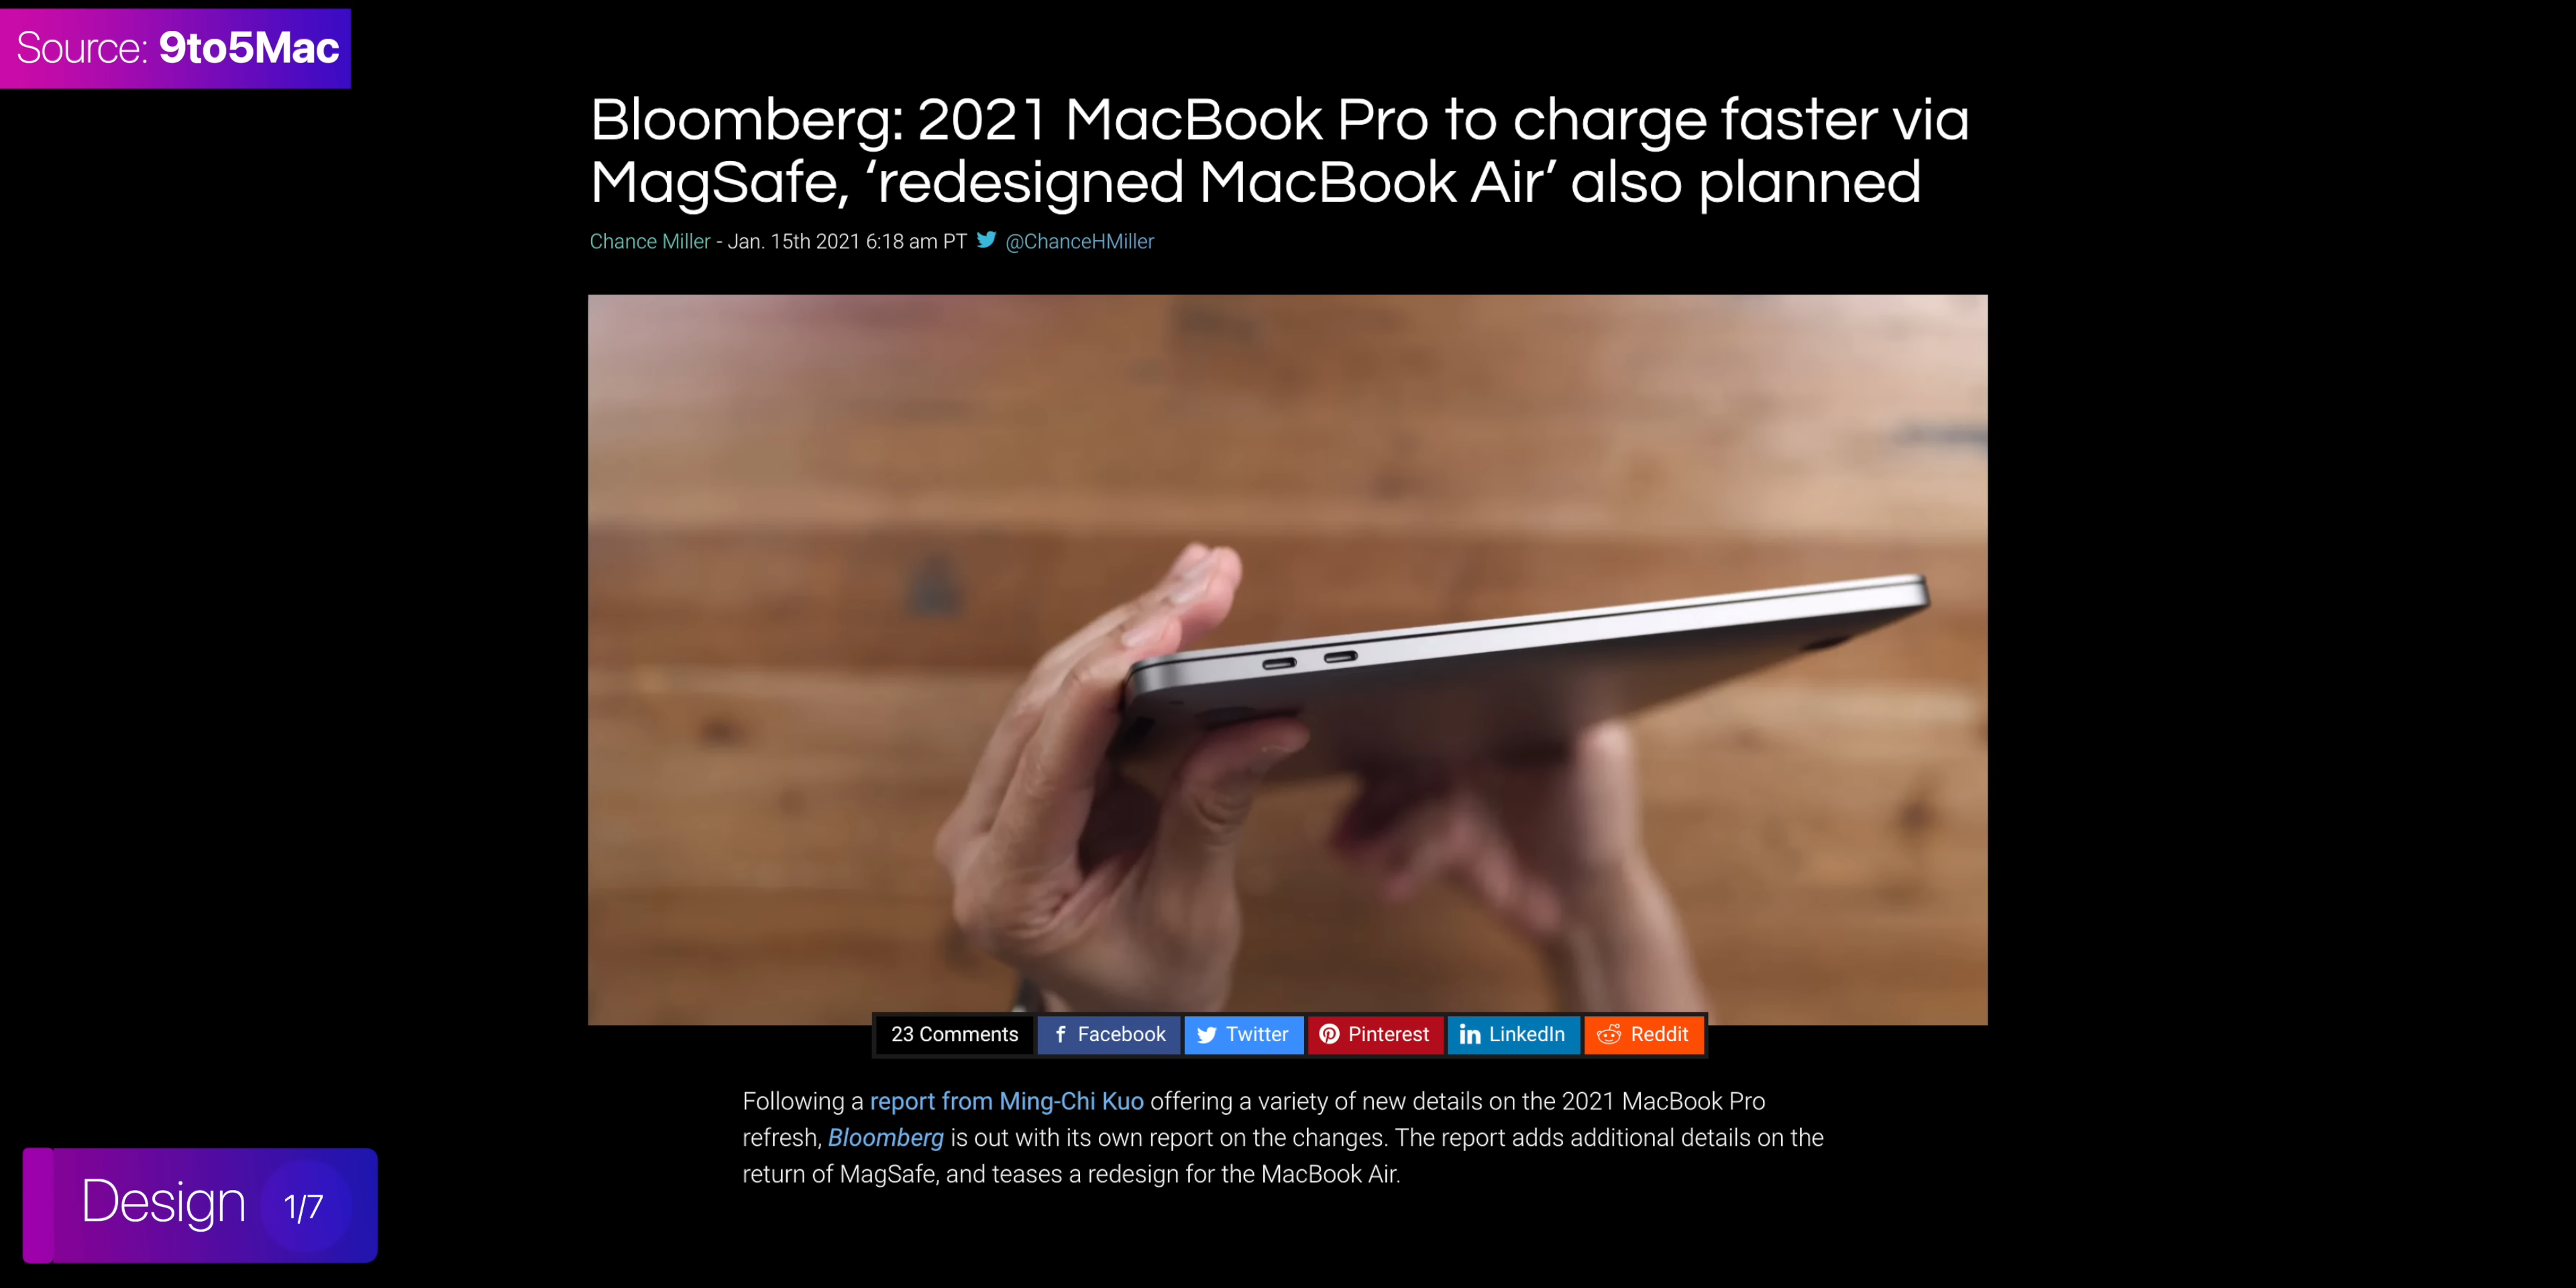 Source: 9to5Mac
Bloomberg: 2021 MacBook Pro to charge faster via
MagSafe, ‘redesigned MacBook Air’ also planned
Chance Miller - Jan. 15th 2021 6:18 am PT @ChanceHMiller
23 Comments Facebook Twitter Pinterest LinkedIn Reddit
Following a report from Ming-Chi Kuo offering a variety of new details on the 2021 MacBook Pro
refresh, Bloomberg is out with its own report on the changes. The report adds additional details on the
return of MagSafe, and teases a redesign for the MacBook Air.
Design 1/7